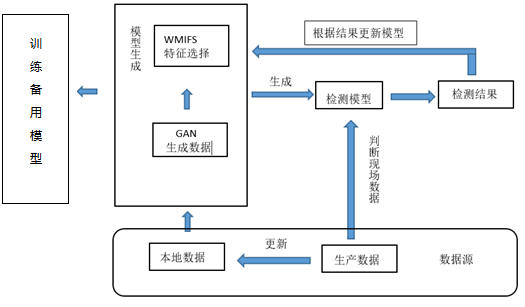 训练备用模型
模型生成
WMIFS
特征选择
GAN
生成数据
根据结果更新模型
生成
检测模型
检测结果
判断现场数据
本地数据
更新
生产数据
数据源